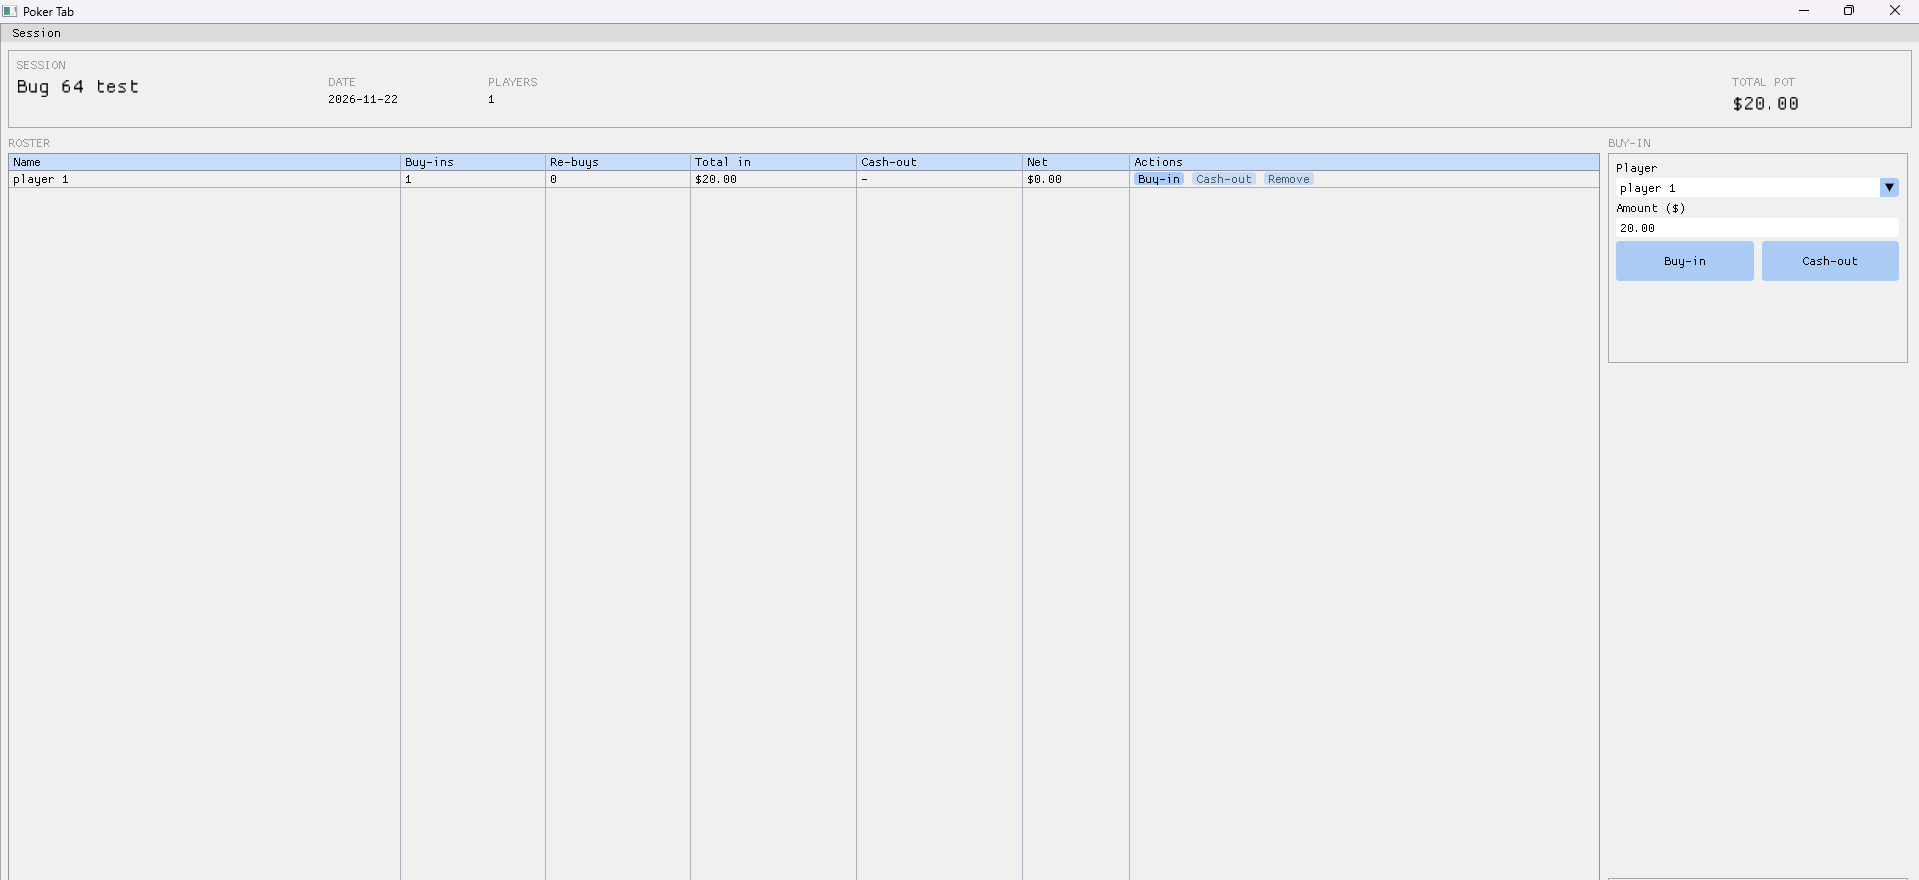 Poker Tab
Session
SESSION
Bug 64 test
DATE
2026-11-22
PLAYERS
1
TOTAL POT
$20.00
ROSTER
Name Buy-ins Re-buys Total in Cash-out Net Actions
player 1 1 0 $20.00 - $0.00 Buy-in Cash-out Remove
BUY-IN
Player
player 1
Amount ($)
20.00
Buy-in Cash-out